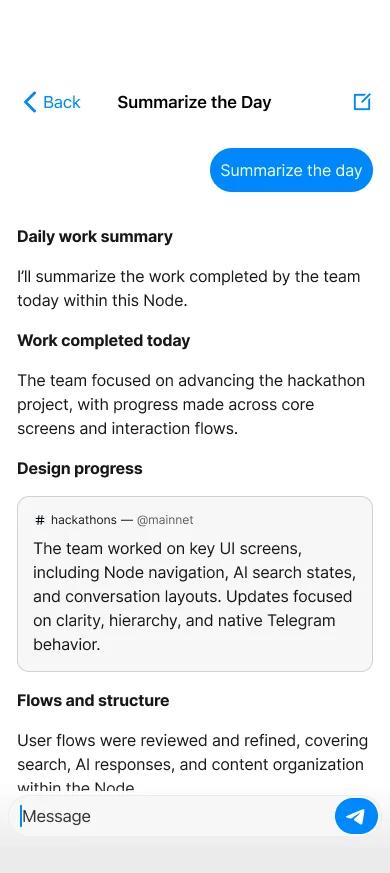 Back
Summarize the Day
Summarize the day
Daily work summary
I'll summarize the work completed by the team
today within this Node.
Work completed today
The team focused on advancing the hackathon
project, with progress made across core
screens and interaction flows.
Design progress
# hackathons — @mainnet
The team worked on key UI screens,
including Node navigation, AI search states,
and conversation layouts. Updates focused
on clarity, hierarchy, and native Telegram
behavior.
Flows and structure
User flows were reviewed and refined, covering
search, AI responses, and content organization
within the Node
Message